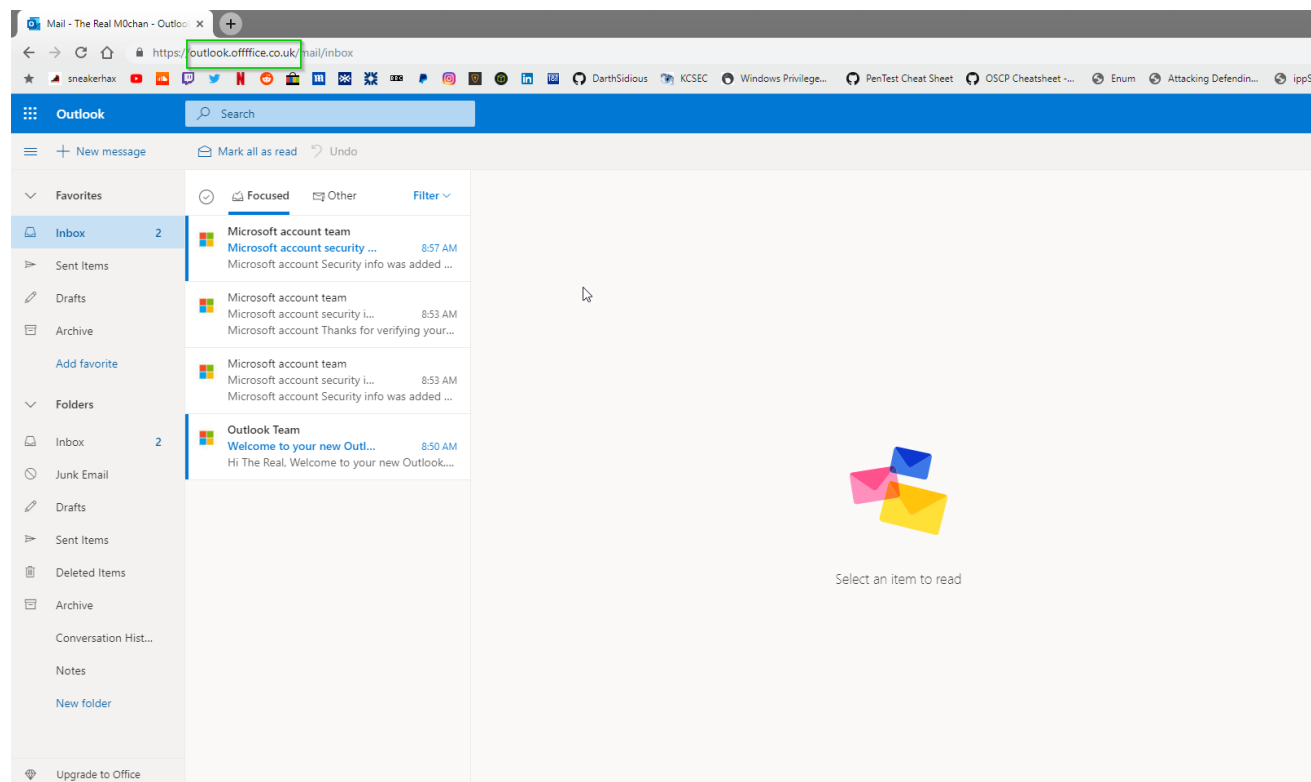 Mail - The Real M0chan - Outloo
https://outlook.offffice.co.uk/mail/inbox
sneakerhax DarthSidious KCSEC Windows Privilege... PenTest Cheat Sheet OSCP Cheatsheet -... Enum Attacking Defendin... ippS
Outlook Search
New message Mark all as read Undo
Favorites Focused Other Filter
Inbox 2
Sent Items
Drafts
Archive
Add favorite
Folders
Inbox 2
Junk Email
Drafts
Sent Items
Deleted Items
Archive
Conversation Hist...
Notes
New folder
Upgrade to Office
Microsoft account team
Microsoft account security ... 8:57 AM
Microsoft account Security info was added ...
Microsoft account team
Microsoft account security i... 8:53 AM
Microsoft account Thanks for verifying your...
Microsoft account team
Microsoft account security i... 8:53 AM
Microsoft account Security info was added ...
Outlook Team
Welcome to your new Outl... 8:50 AM
Hi The Real, Welcome to your new Outlook....
Select an item to read